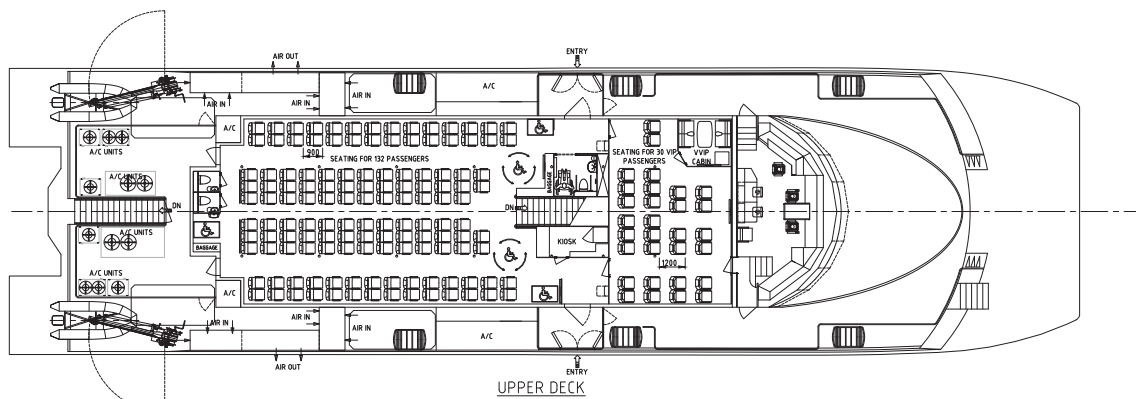 ENTRY
AIR OUT
A/C
AIR IN
AIR IN
AIR IN
A/C
A/C UNITS
900
SEATING FOR 132 PASSENGERS
SEATING FOR 30 VIP
PASSENGERS
VVIP
CABIN
A/C UNITS
BAGGAGE
DN
DN
A/C UNITS
KIOSK
BAGGAGE
1200
A/C UNITS
A/C
AIR IN
AIR IN
AIR IN
A/C
AIR OUT
ENTRY
UPPER DECK